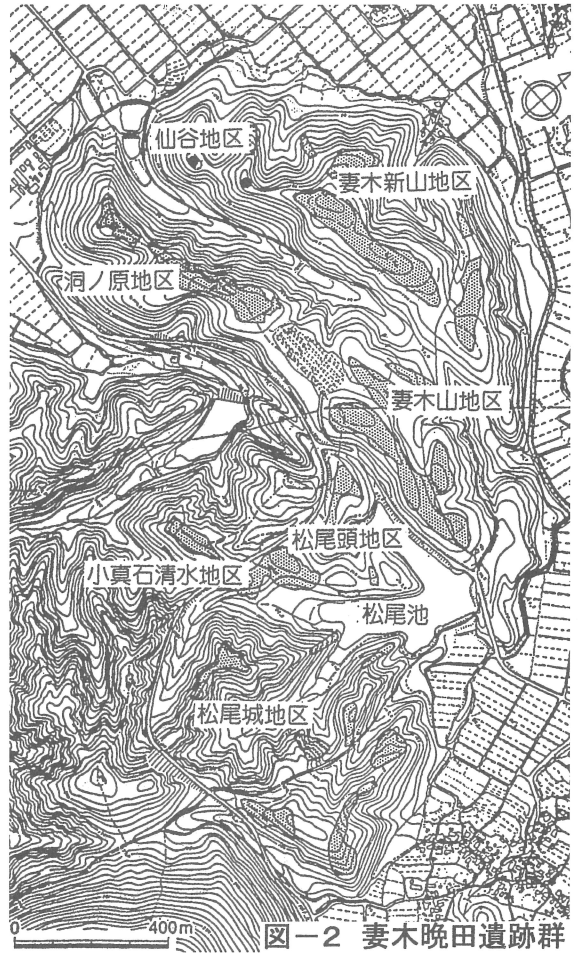 仙谷地区
妻木新山地区
洞ノ原地区
妻木山地区
松尾頭地区
小真石清水地区
松尾池
松尾城地区
0 400m
図－2 妻木晩田遺跡群